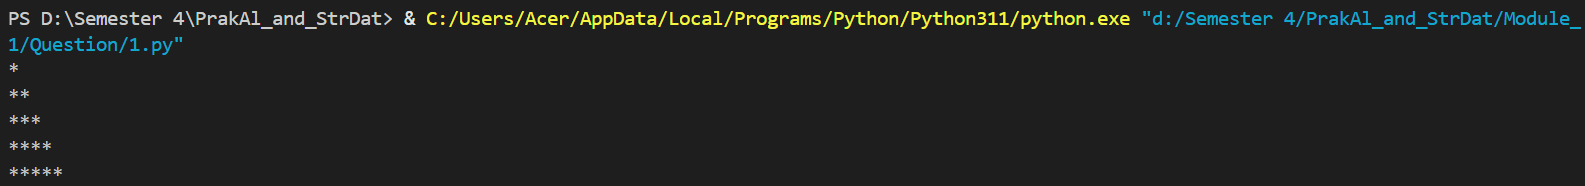 PS D:\Semester 4\PrakAl_and_StrDat> & C:/Users/Acer/AppData/Local/Programs/Python/Python311/python.exe "d:/Semester 4/PrakAl_and_StrDat/Module_
1/Question/1.py"
*
**
***
****
*****